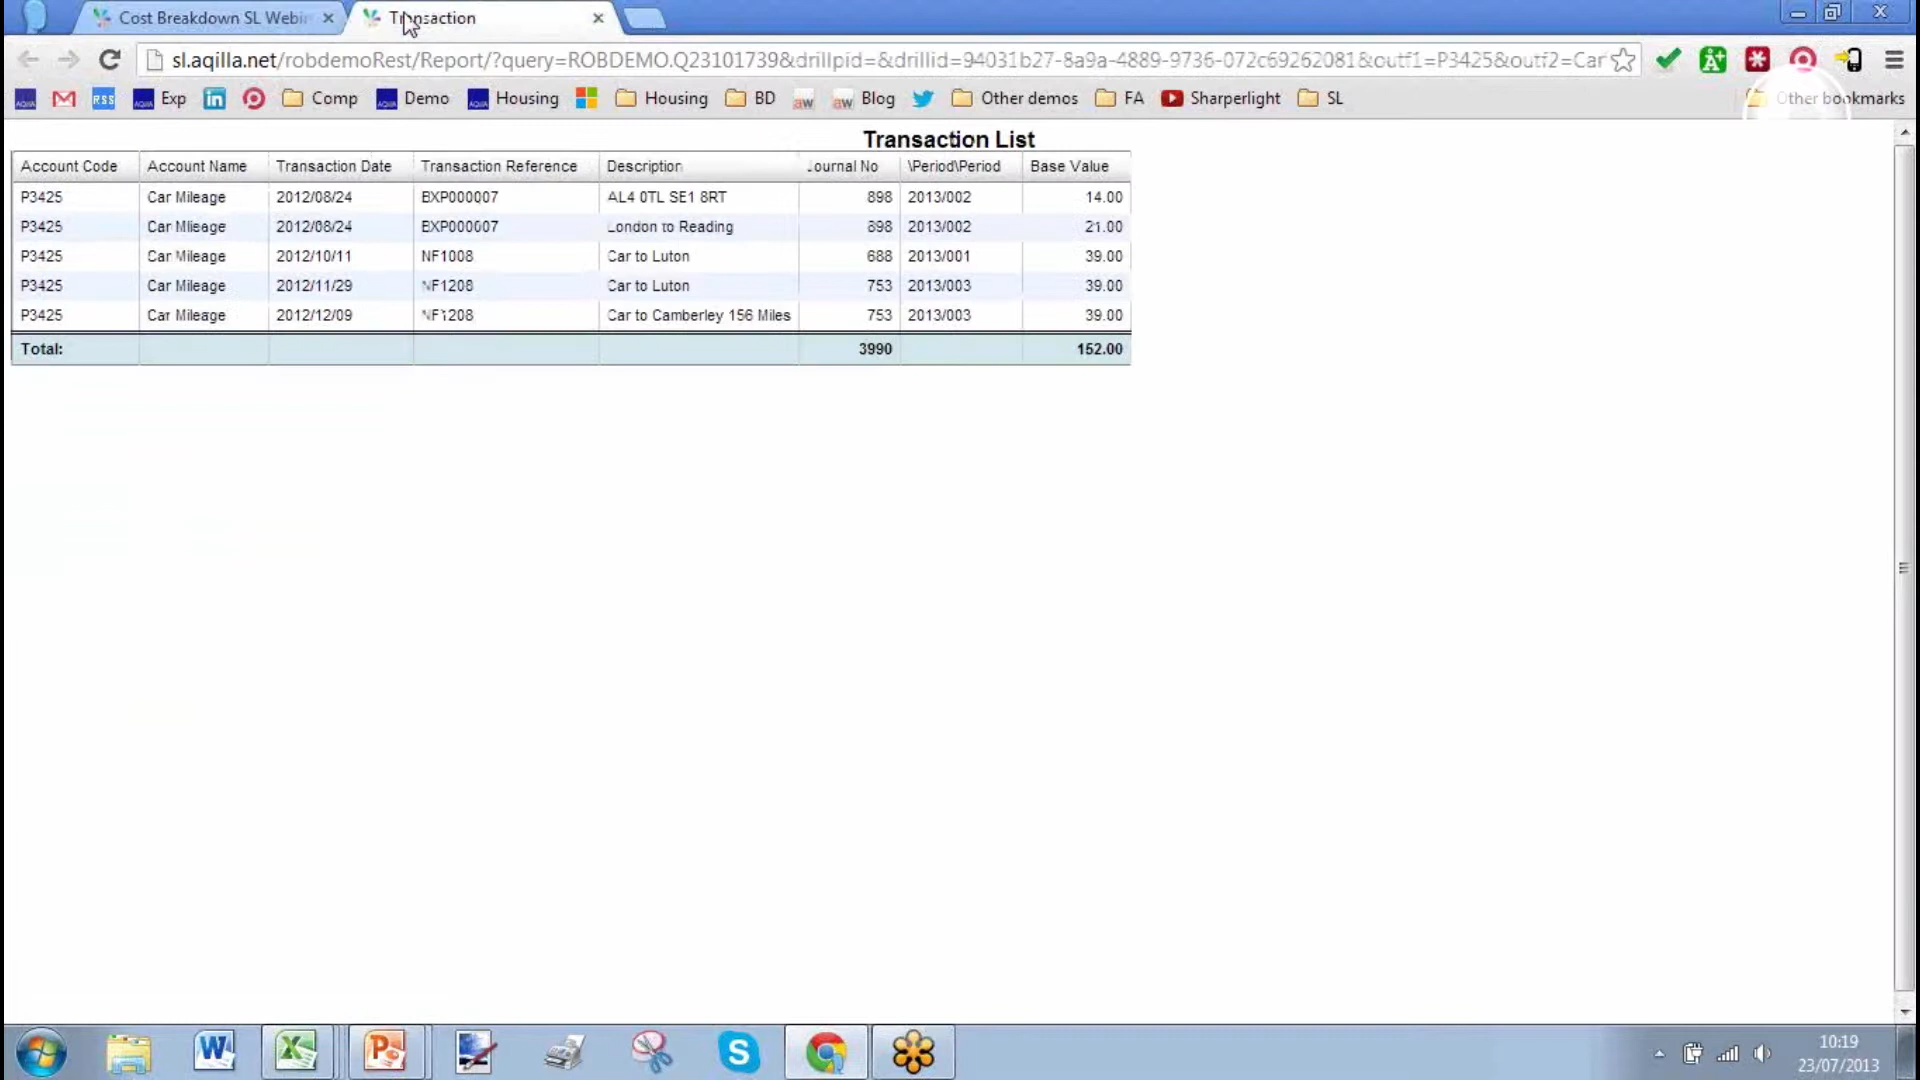 Cost Breakdown SL Webi
Transaction
sl.aqilla.net/robdemoRest/Report/?query=ROBDEMO.Q23101739&drillpid=&drillid=94031b27-8a9a-4889-9736-072c69262081&outf1=P3425&outf2=Car
RSS Exp in Comp Demo Housing Housing BD aw aw Blog Other demos FA Sharperlight SL Other bookmarks
Transaction List
Account Code Account Name Transaction Date Transaction Reference Description Journal No \Period\Period Base Value
P3425 Car Mileage 2012/08/24 BXP000007 AL4 0TL SE1 8RT 898 2013/002 14.00
P3425 Car Mileage 2012/08/24 BXP000007 London to Reading 898 2013/002 21.00
P3425 Car Mileage 2012/10/11 NF1008 Car to Luton 688 2013/001 39.00
P3425 Car Mileage 2012/11/29 NF1208 Car to Luton 753 2013/003 39.00
P3425 Car Mileage 2012/12/09 NF1208 Car to Camberley 156 Miles 753 2013/003 39.00
Total: 3990 152.00
10:19
23/07/2013